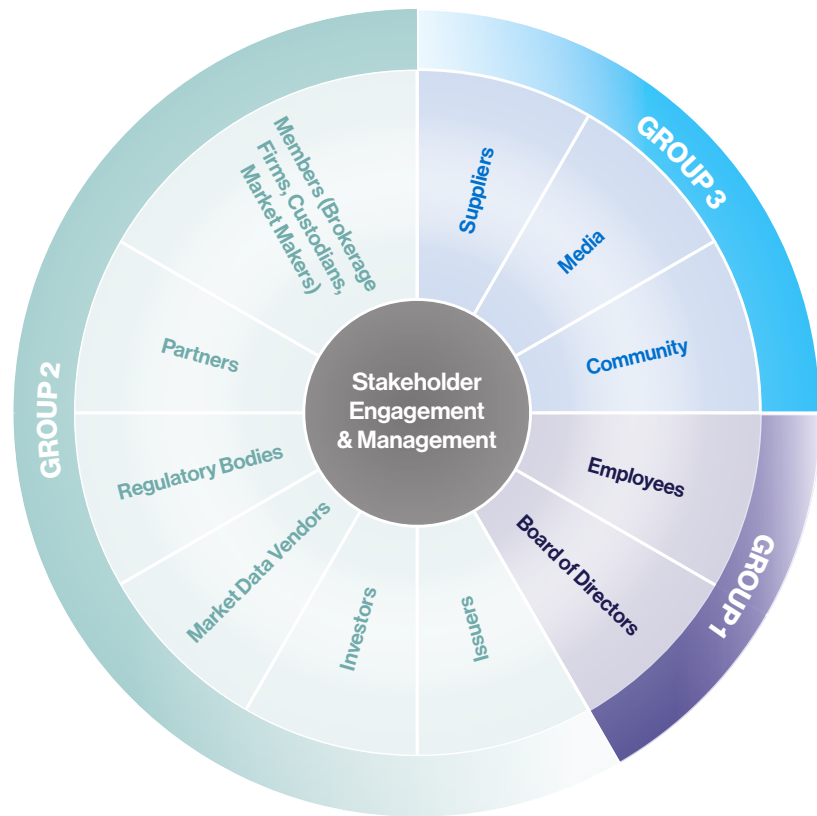 Stakeholder
Engagement
& Management
GROUP 1
Employees
Board of Directors
GROUP 2
Issuers
Investors
Market Data Vendors
Regulatory Bodies
Partners
Members (Brokerage
Firms, Custodians,
Market Makers)
GROUP 3
Suppliers
Media
Community